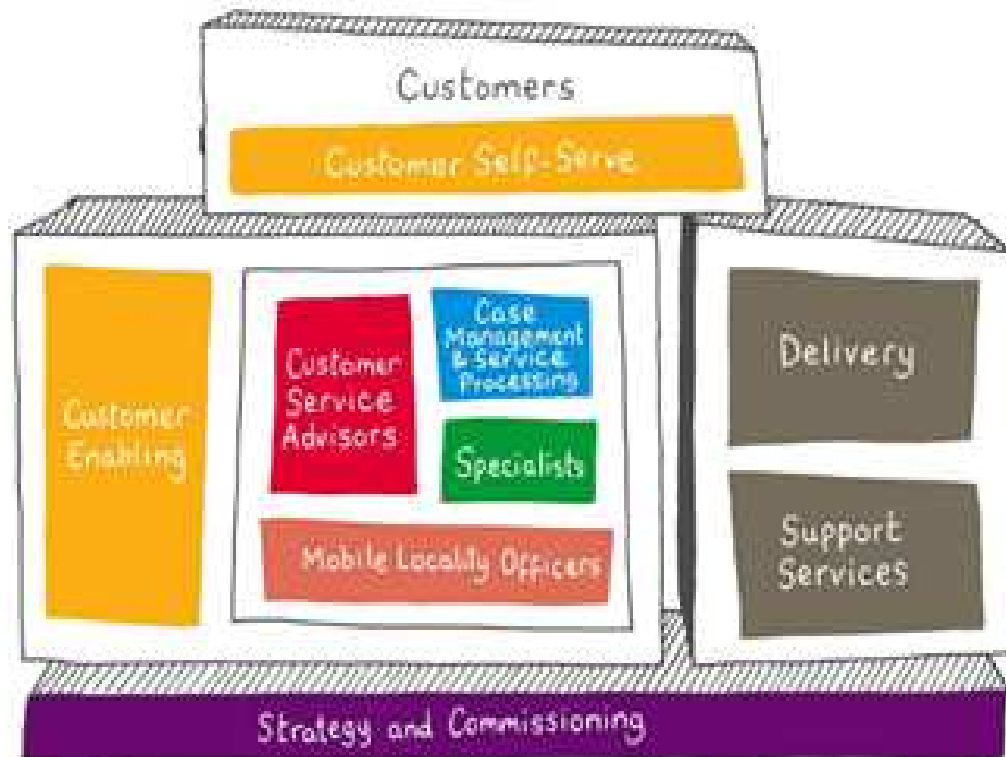 Customers
Customer Self-Serve
Customer
Enabling
Customer
Service
Advisors
Case
Management
& Service
Processing
Specialists
Mobile Locality Officers
Delivery
Support
Services
Strategy and Commissioning